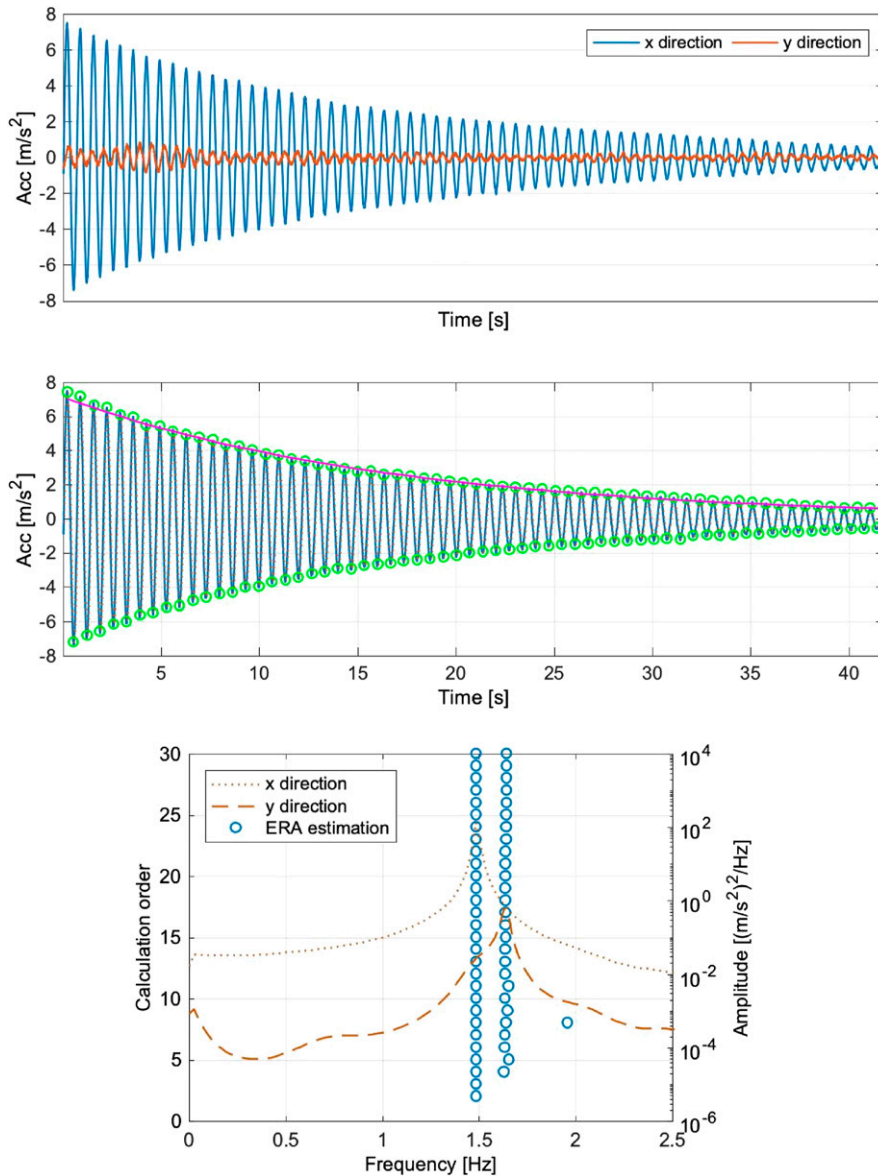 8
6
4
2
0
-2
-4
-6
-8
Acc [m/s²]
x direction y direction
Time [s]
8
6
4
2
0
-2
-4
-6
-8
Acc [m/s²]
5 10 15 20 25 30 35 40
Time [s]
30
25
20
15
10
5
0
Calculation order
x direction
y direction
ERA estimation
10⁴
10²
10⁰
10⁻²
10⁻⁴
10⁻⁶
Amplitude [(m/s²)²/Hz]
0 0.5 1 1.5 2 2.5
Frequency [Hz]